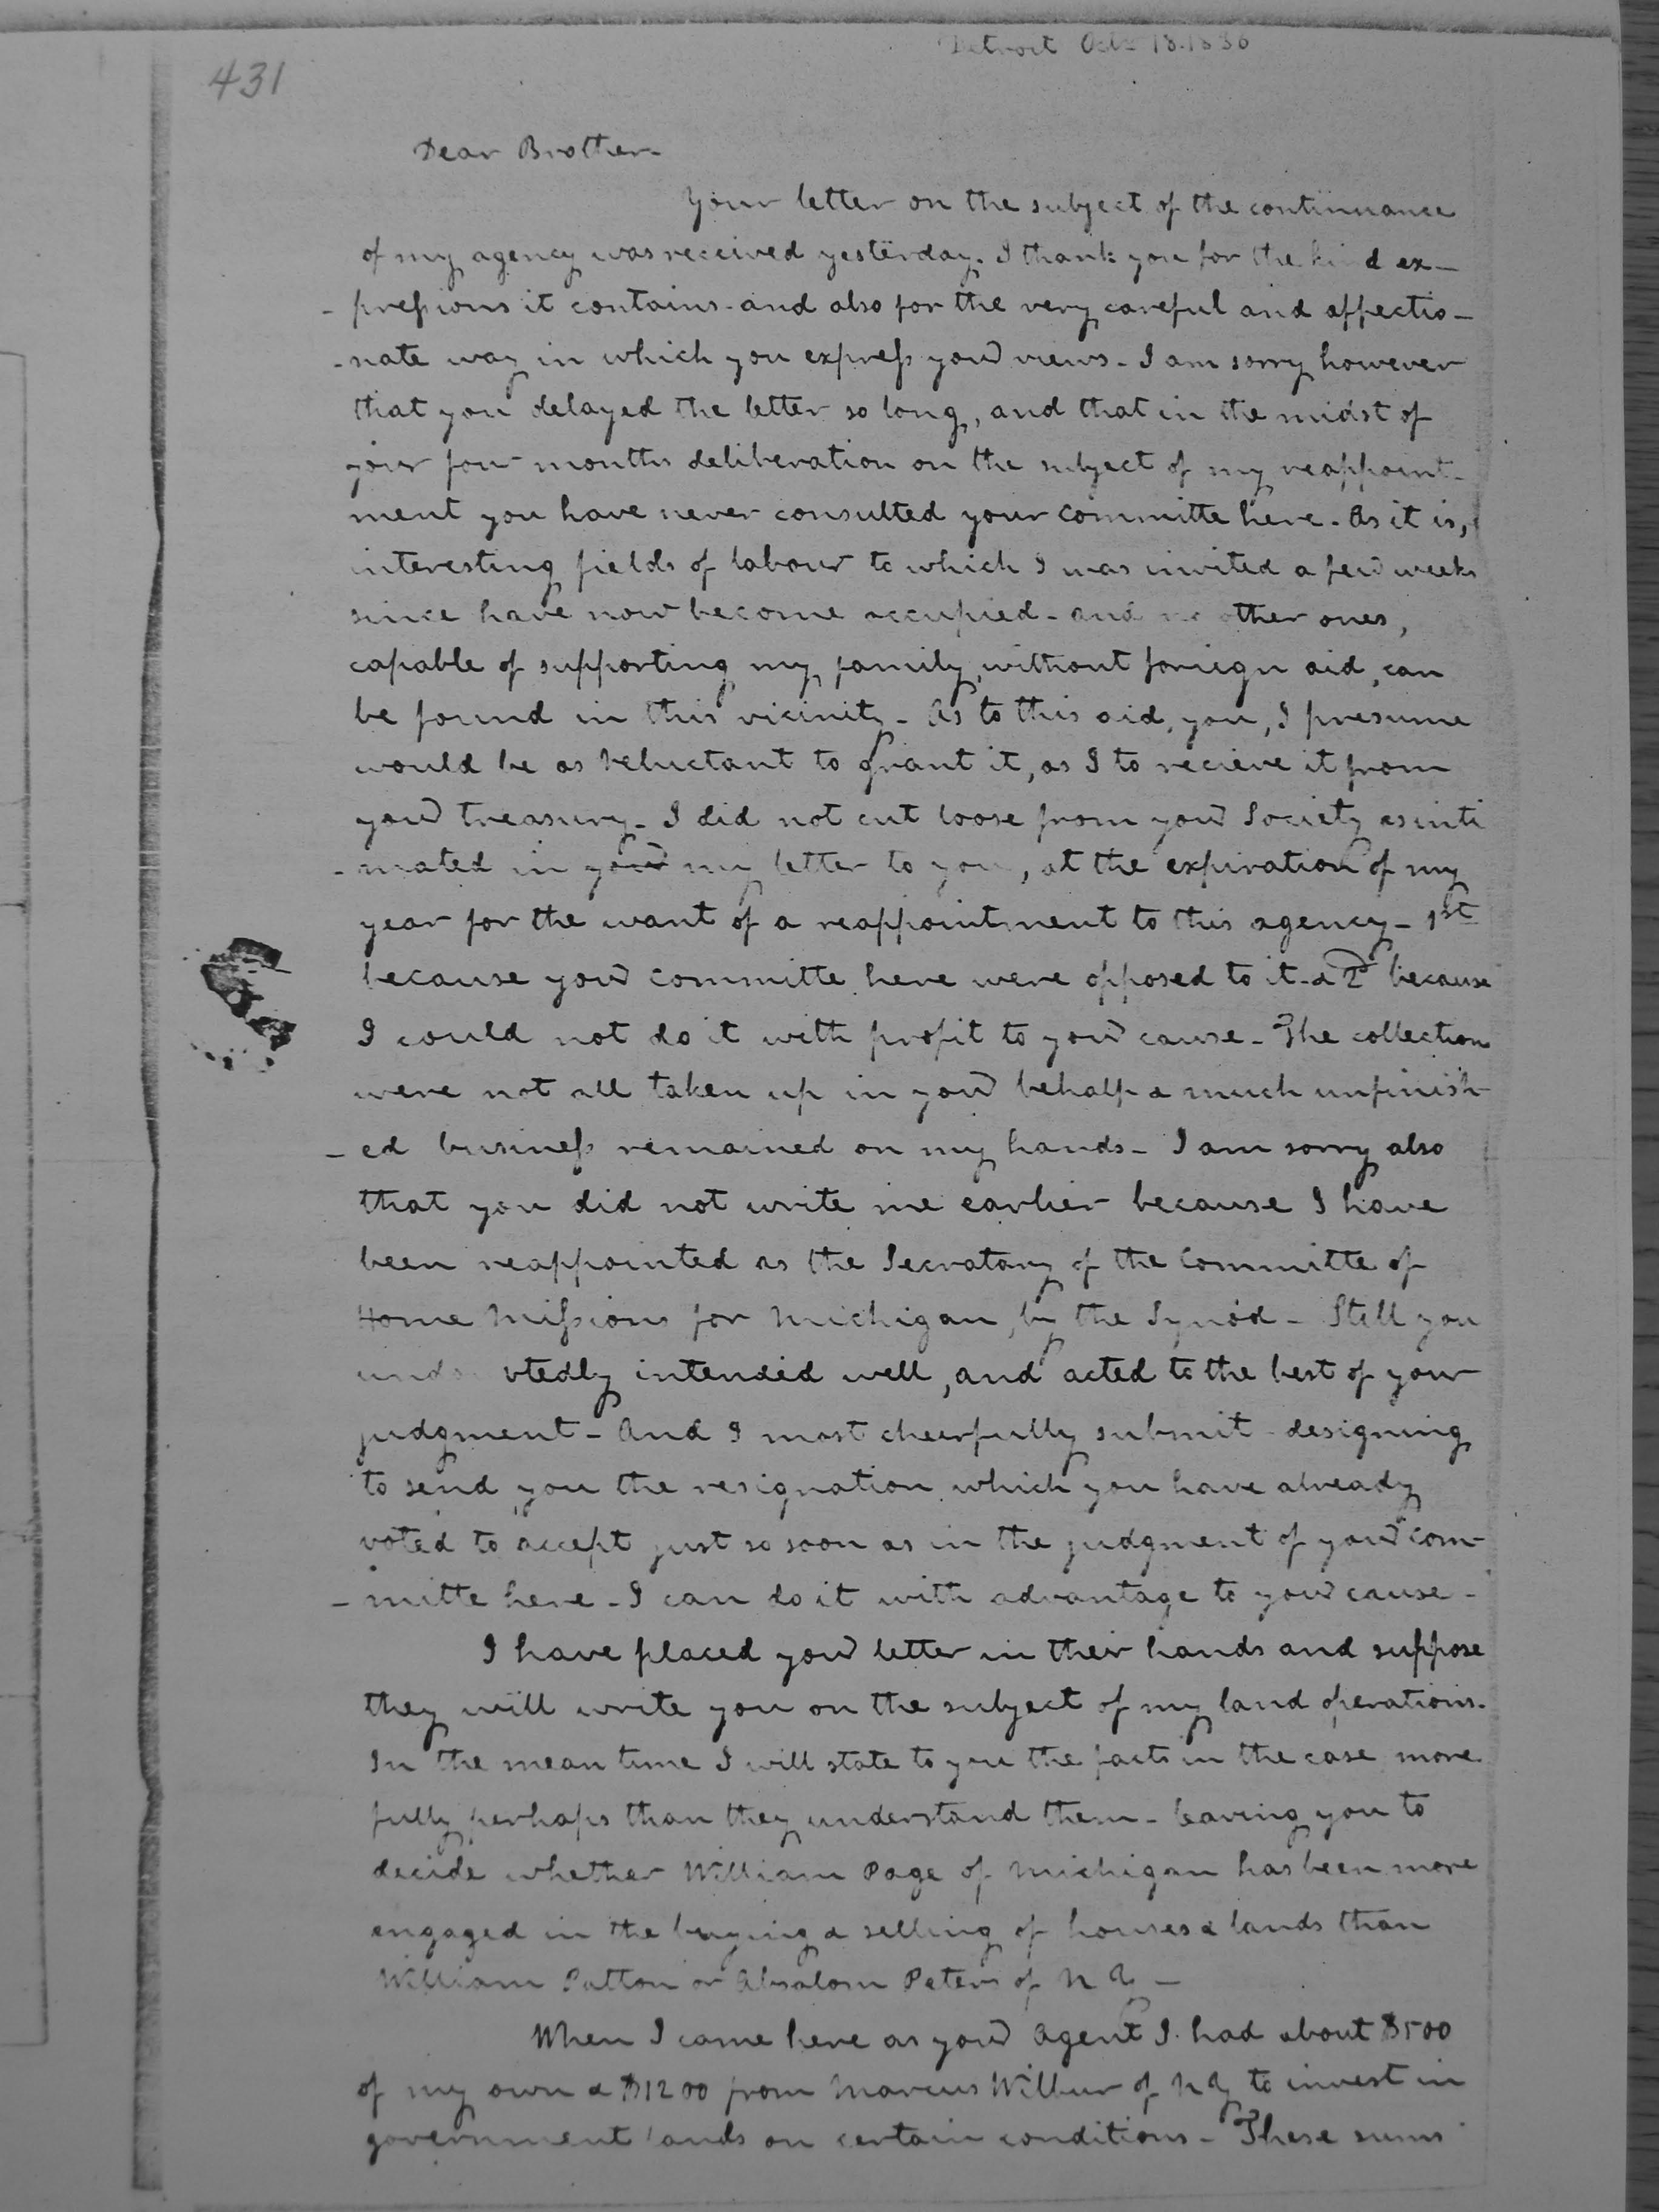 Detroit Oct 18. 1836
431
Dear Brother-
Your letter on the subject of the continuance
of my agency was received yesterday. I thank you for the kind ex-
- pressions it contains - and also for the very careful and affectio-
- nate way in which you express your views - I am sorry however
that you delayed the letter so long, and that in the midst of
your four months deliberation on the subject of my reappoint-
ment you have never consulted your committe here. As it is,
interesting fields of labour to which I was invited a few weeks
since have now become occupied - and no other ones,
capable of supporting my family, without foriegn aid, can
be found in this vicinity - As to this aid, you, I presume
would be as reluctant to grant it, as I to recieve it from
your treasury - I did not cut loose from your Society as inti
- mated in your my letter to you, at the expiration of my
year for the want of a reappointment to this agency - 1st
because your committe here were opposed to it - & 2d because
I could not do it with profit to your cause - The collections
were not all taken up in your behalf & much unfinish-
- ed business remained on my hands - I am sorry also
that you did not write me earlier because I have
been reappointed as the Secratary of the Committe of
Home Missions for Michigan, by the Synod - Still you
undoubtedly intended well, and acted to the best of your
judgment - And I most cheerfully submit - designing
to send you the resignation which you have already
voted to accept just so soon as in the judgment of your com-
- mitte here - I can do it with advantage to your cause -
I have placed your letter in their hands and suppose
they will write you on the subject of my land operations.
In the mean time I will state to you the facts in the case more
fully perhaps than they understand them - leaving you to
decide whether William Page of Michigan has been more
engaged in the buying & selling of houses & lands than
William Patton or Absalom Peters of N Y -
When I came here as your agent I had about $500
of my own & $1200 from Marcus Wilbur of N Y to invest in
government lands on certain conditions - These sums